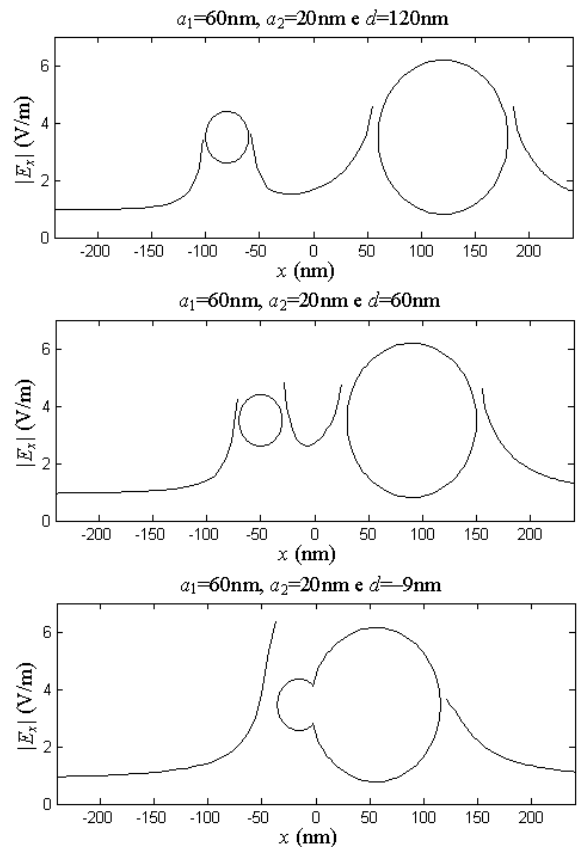 a₁=60nm, a₂=20nm e d=120nm
6
4
2
0
|Eₓ| (V/m)
-200 -150 -100 -50 0 50 100 150 200
x (nm)
a₁=60nm, a₂=20nm e d=60nm
6
4
2
0
|Eₓ| (V/m)
-200 -150 -100 -50 0 50 100 150 200
x (nm)
a₁=60nm, a₂=20nm e d=–9nm
6
4
2
0
|Eₓ| (V/m)
-200 -150 -100 -50 0 50 100 150 200
x (nm)